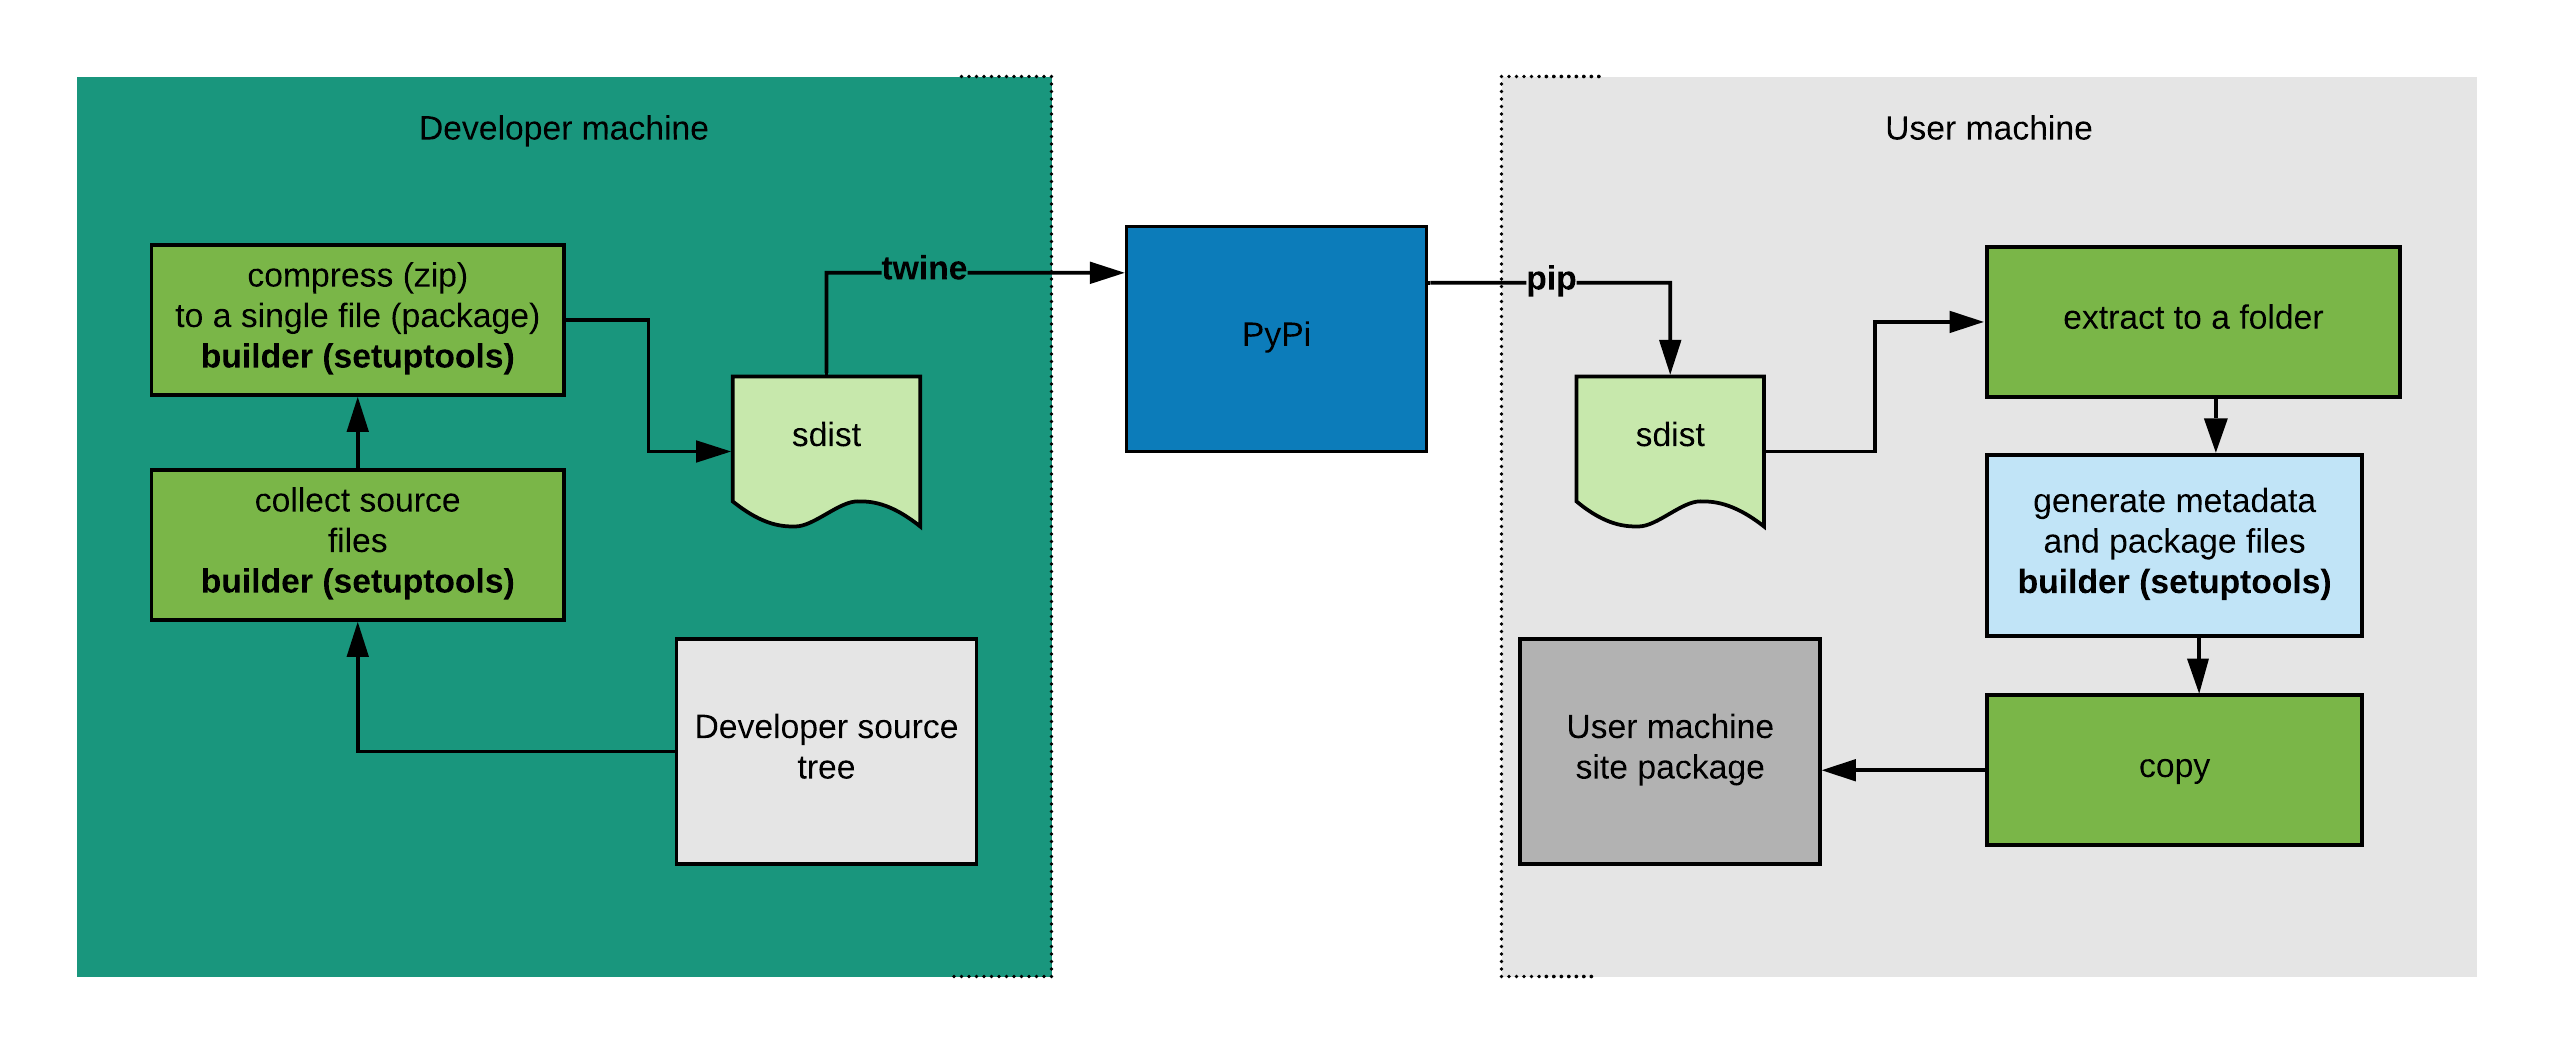 Developer machine
compress (zip)
to a single file (package)
builder (setuptools)
collect source
files
builder (setuptools)
sdist
twine
Developer source
tree
PyPi
User machine
pip
sdist
extract to a folder
generate metadata
and package files
builder (setuptools)
copy
User machine
site package